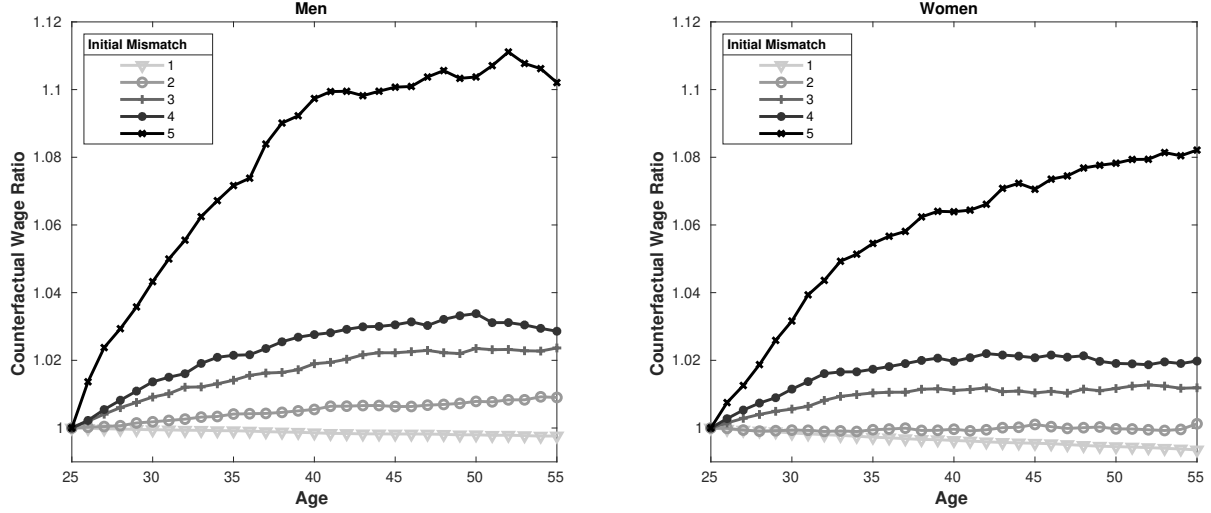 Men
Counterfactual Wage Ratio
1.12
1.1
1.08
1.06
1.04
1.02
1
Initial Mismatch
1
2
3
4
5
25 30 35 40 45 50 55
Age
Women
Counterfactual Wage Ratio
1.12
1.1
1.08
1.06
1.04
1.02
1
Initial Mismatch
1
2
3
4
5
25 30 35 40 45 50 55
Age